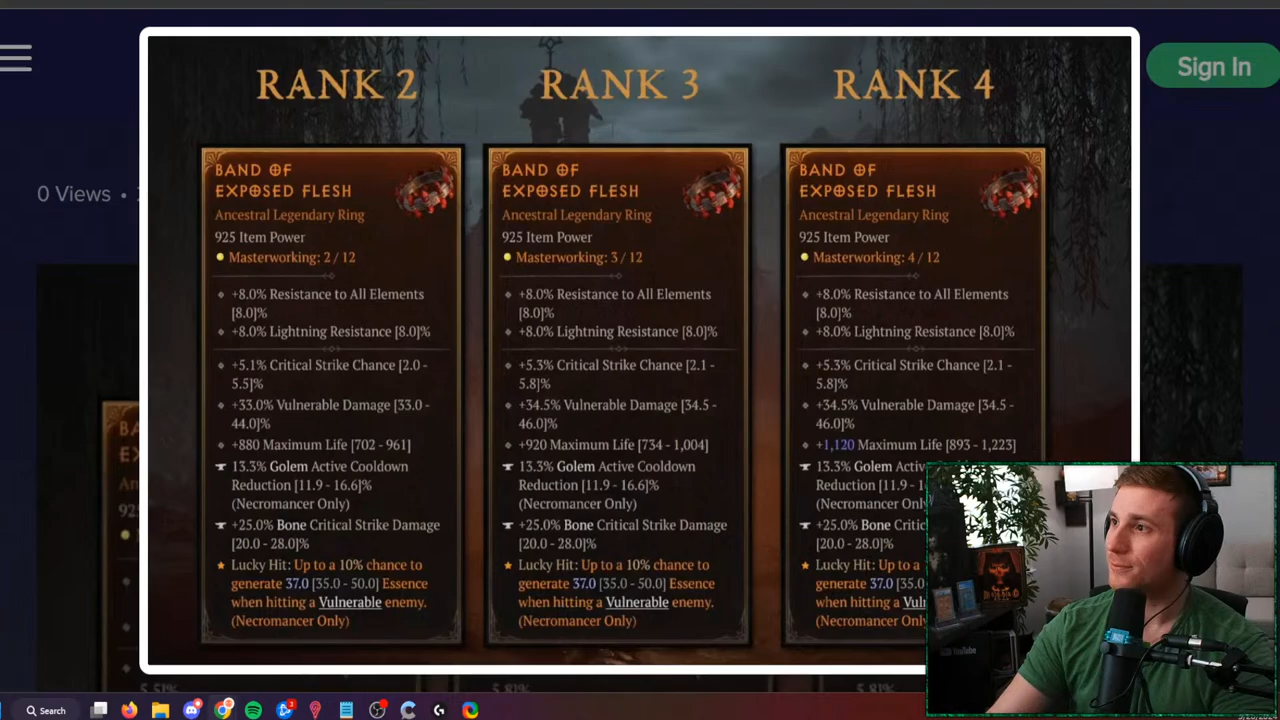 Sign In
0 Views •
RANK 2
BAND OF
EXPOSED FLESH
Ancestral Legendary Ring
925 Item Power
Masterworking: 2 / 12
+8.0% Resistance to All Elements
[8.0]%
+8.0% Lightning Resistance [8.0]%
+5.1% Critical Strike Chance [2.0 -
5.5]%
+33.0% Vulnerable Damage [33.0 -
44.0]%
+880 Maximum Life [702 - 961]
13.3% Golem Active Cooldown
Reduction [11.9 - 16.6]%
(Necromancer Only)
+25.0% Bone Critical Strike Damage
[20.0 - 28.0]%
Lucky Hit: Up to a 10% chance to
generate 37.0 [35.0 - 50.0] Essence
when hitting a Vulnerable enemy.
(Necromancer Only)
RANK 3
BAND OF
EXPOSED FLESH
Ancestral Legendary Ring
925 Item Power
Masterworking: 3 / 12
+8.0% Resistance to All Elements
[8.0]%
+8.0% Lightning Resistance [8.0]%
+5.3% Critical Strike Chance [2.1 -
5.8]%
+34.5% Vulnerable Damage [34.5 -
46.0]%
+920 Maximum Life [734 - 1,004]
13.3% Golem Active Cooldown
Reduction [11.9 - 16.6]%
(Necromancer Only)
+25.0% Bone Critical Strike Damage
[20.0 - 28.0]%
Lucky Hit: Up to a 10% chance to
generate 37.0 [35.0 - 50.0] Essence
when hitting a Vulnerable enemy.
(Necromancer Only)
RANK 4
BAND OF
EXPOSED FLESH
Ancestral Legendary Ring
925 Item Power
Masterworking: 4 / 12
+8.0% Resistance to All Elements
[8.0]%
+8.0% Lightning Resistance [8.0]%
+5.3% Critical Strike Chance [2.1 -
5.8]%
+34.5% Vulnerable Damage [34.5 -
46.0]%
+1,120 Maximum Life [893 - 1,223]
13.3% Golem Activ
Reduction [11.9 - 1
(Necromancer Onl
+25.0% Bone Critic
[20.0 - 28.0]%
Lucky Hit: Up to a
generate 37.0 [35.0
when hitting a Vuln
(Necromancer Onl
YouTube
Search